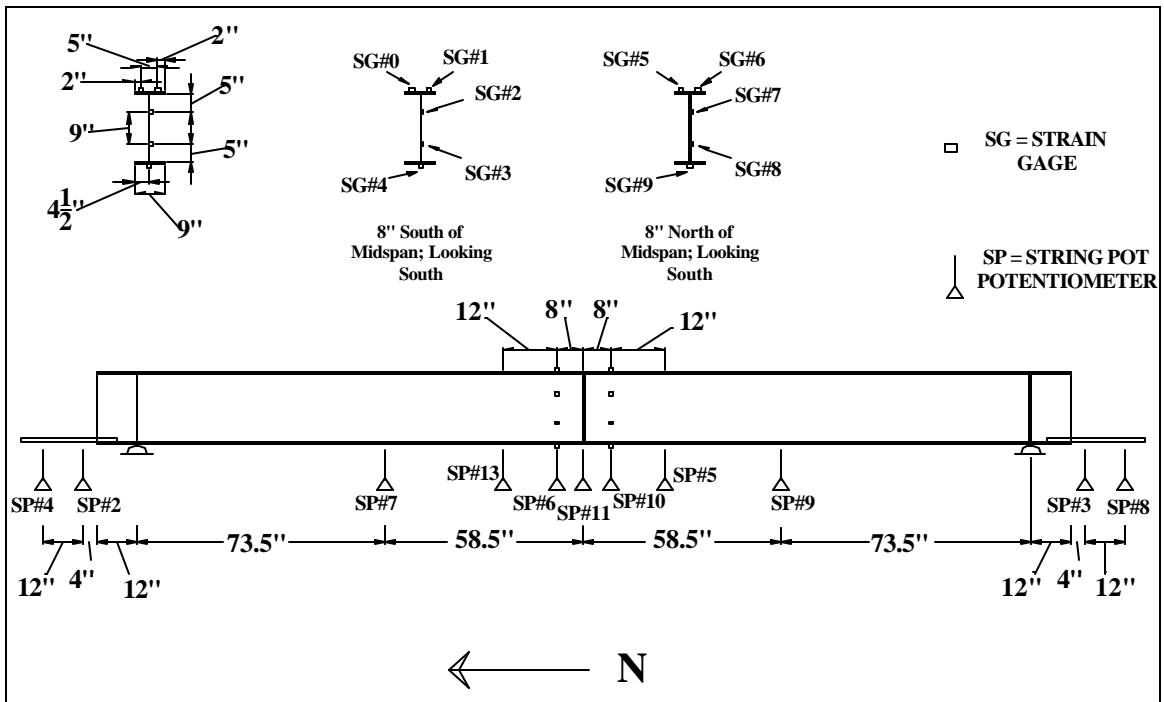 5" 2"
2" 5"
9" 5"
4 1/2"
9"
SG#0 SG#1
SG#2
SG#3
SG#4
8" South of
Midspan; Looking
South
SG#5 SG#6
SG#7
SG#8
SG#9
8" North of
Midspan; Looking
South
SG = STRAIN
GAGE
SP = STRING POT
POTENTIOMETER
12" 8" 8" 12"
SP#4 SP#2 SP#7 SP#13 SP#6 SP#11 SP#10 SP#5 SP#9 SP#3 SP#8
73.5" 58.5" 58.5" 73.5"
12" 4" 12" 12" 4" 12"
N